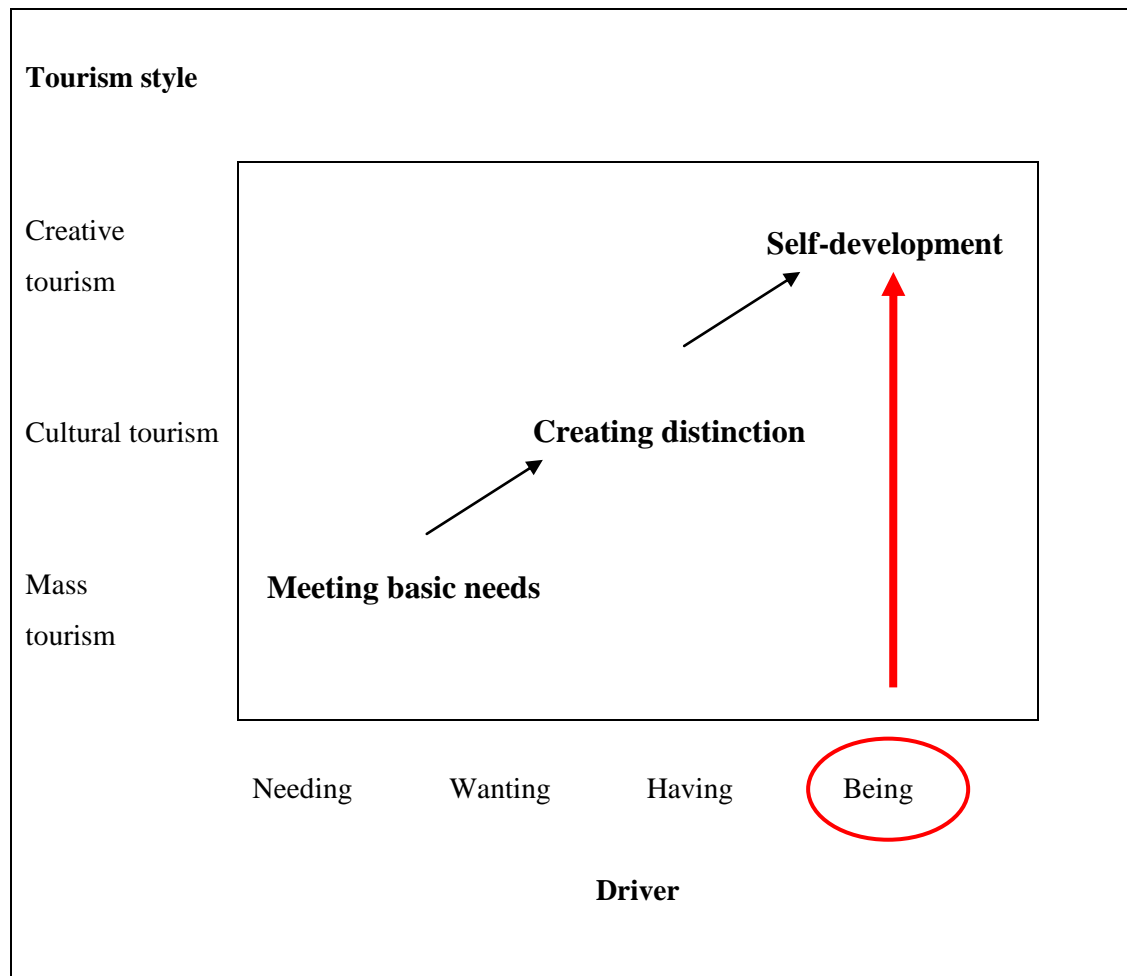 Tourism style
Creative
tourism
Self-development
Cultural tourism
Creating distinction
Mass
tourism
Meeting basic needs
Needing
Wanting
Having
Being
Driver